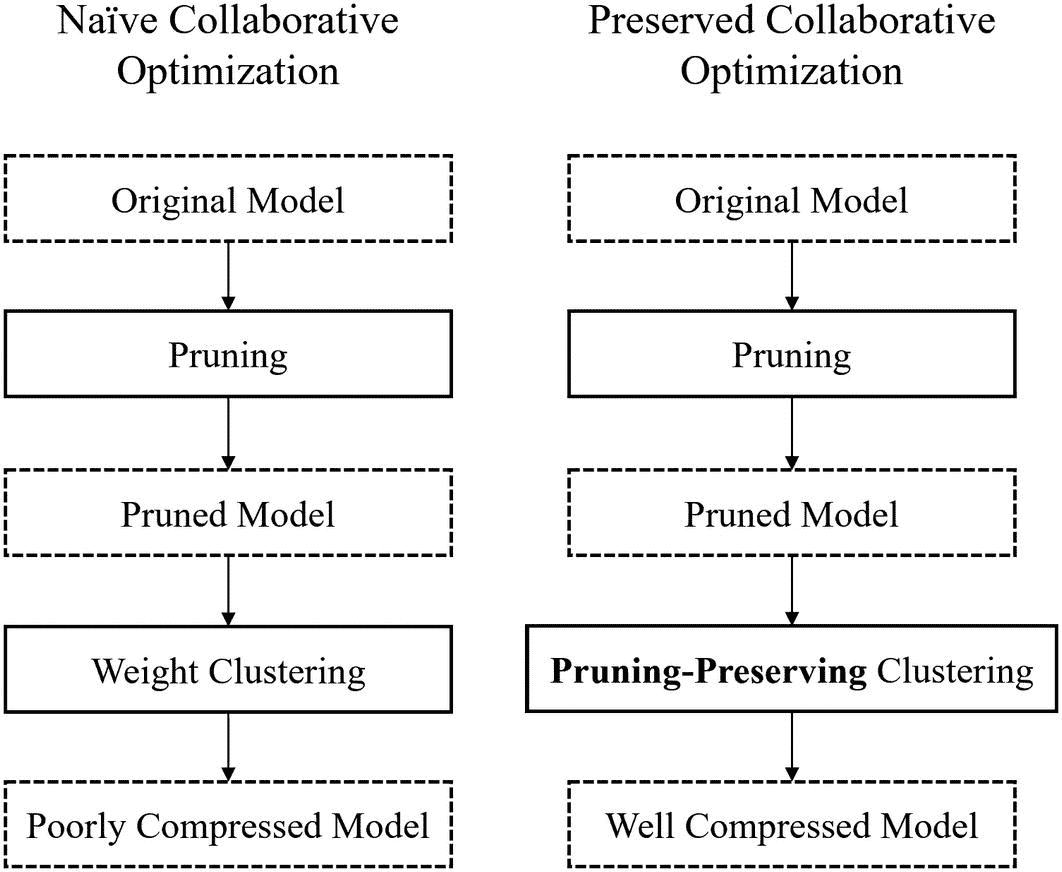 Naïve Collaborative
Optimization
Original Model
Pruning
Pruned Model
Weight Clustering
Poorly Compressed Model
Preserved Collaborative
Optimization
Original Model
Pruning
Pruned Model
Pruning-Preserving Clustering
Well Compressed Model